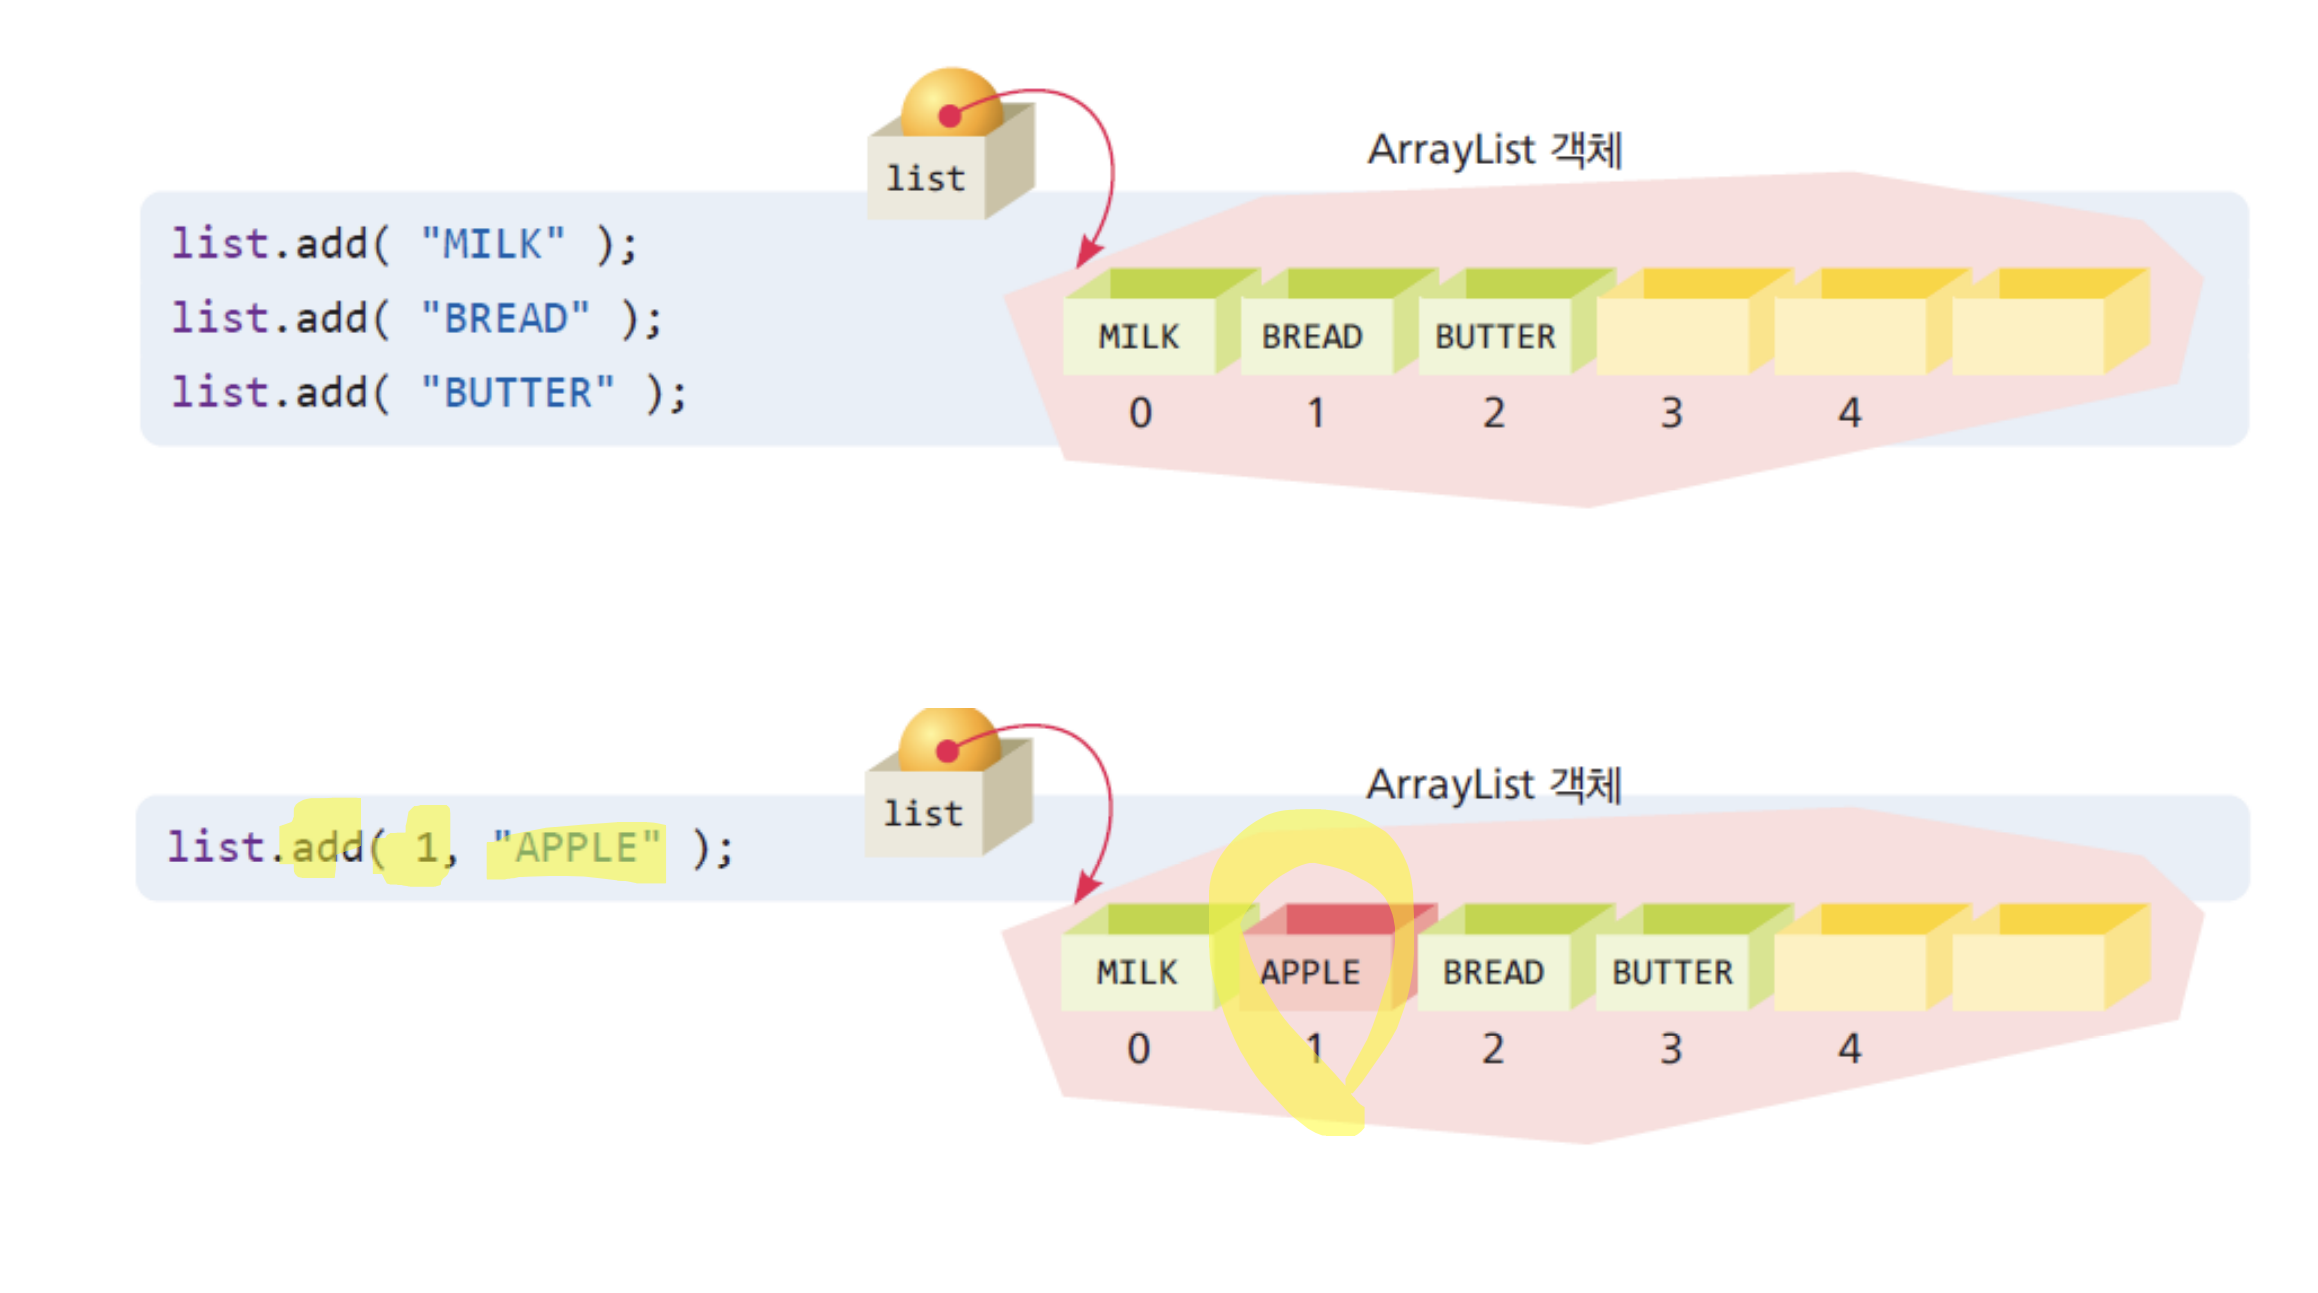 list
ArrayList 객체
list.add( "MILK" );
list.add( "BREAD" );
list.add( "BUTTER" );
MILK BREAD BUTTER
0 1 2 3 4
list
ArrayList 객체
list.add( 1, "APPLE" );
MILK APPLE BREAD BUTTER
0 1 2 3 4